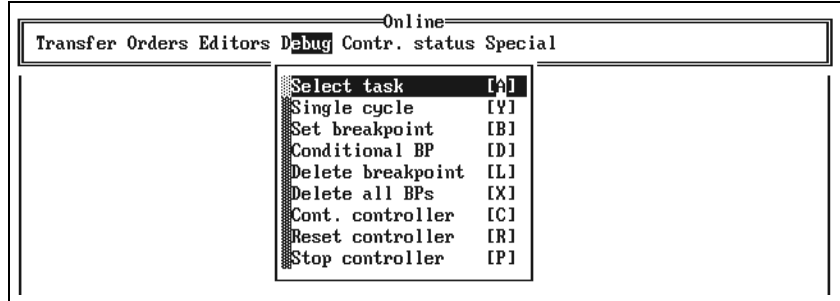 Online
Transfer Orders Editors Debug Contr. status Special
Select task [A]
Single cycle [Y]
Set breakpoint [B]
Conditional BP [D]
Delete breakpoint [L]
Delete all BPs [X]
Cont. controller [C]
Reset controller [R]
Stop controller [P]